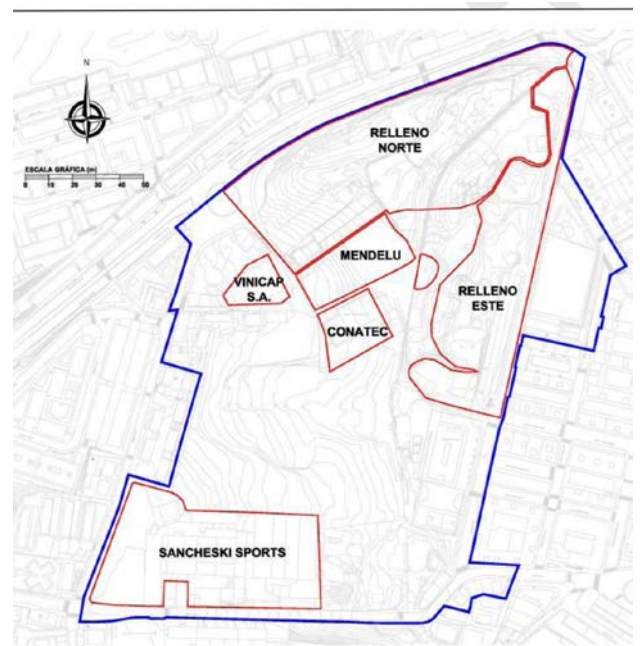 N
ESCALA GRÁFICA (m)
0 10 20 30 40 50
RELLENO
NORTE
MENDELU
VINICAP
S.A.
RELLENO
ESTE
CONATEC
SANCHESKI SPORTS